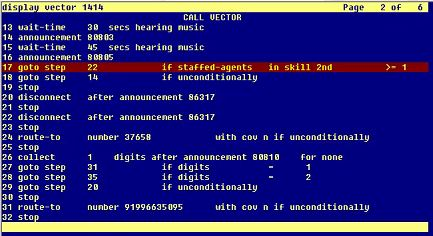 display vector 1414 Page 2 of 6
CALL VECTOR
13 wait-time 30 secs hearing music
14 announcement 80803
15 wait-time 45 secs hearing music
16 announcement 80805
17 goto step 22 if staffed-agents in skill 2nd >= 1
18 goto step 14 if unconditionally
19 stop
20 disconnect after announcement 86317
21 stop
22 disconnect after announcement 86317
23 stop
24 route-to number 37658 with cov n if unconditionally
25 stop
26 collect 1 digits after announcement 80810 for none
27 goto step 31 if digits = 1
28 goto step 35 if digits = 2
29 goto step 20 if unconditionally
30 stop
31 route-to number 91996635095 with cov n if unconditionally
32 stop